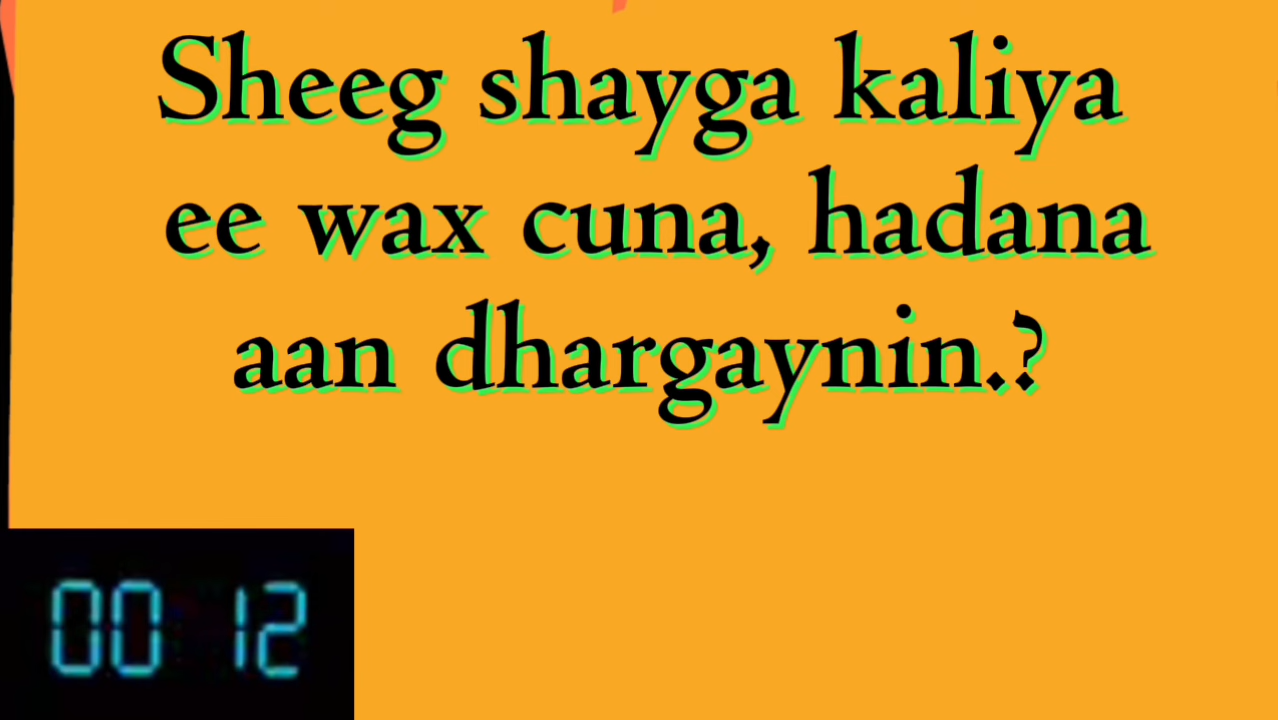 Sheeg shayga kaliya
ee wax cuna, hadana
aan dhargaynin.?
00 12